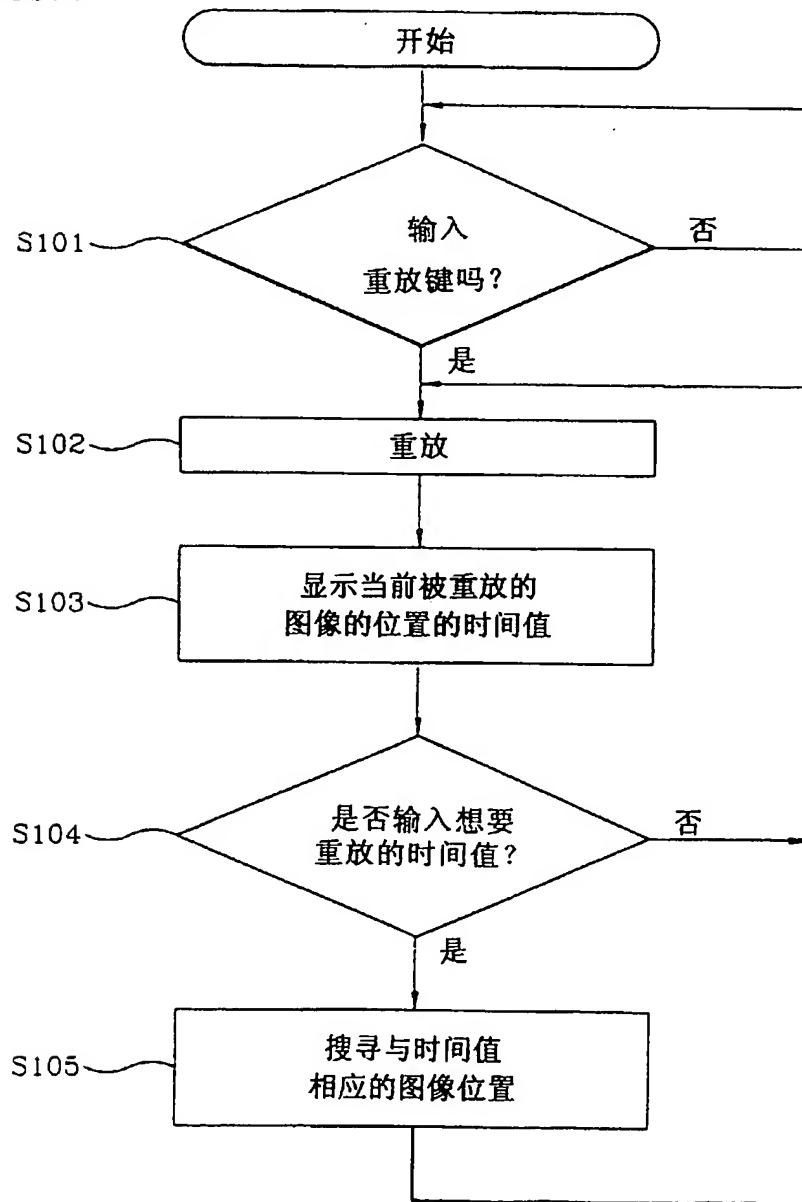 开始
S101
输入
重放键吗?
否
是
S102
重放
S103
显示当前被重放的
图像的位置的时间值
S104
是否输入想要
重放的时间值?
否
是
S105
搜寻与时间值
相应的图像位置